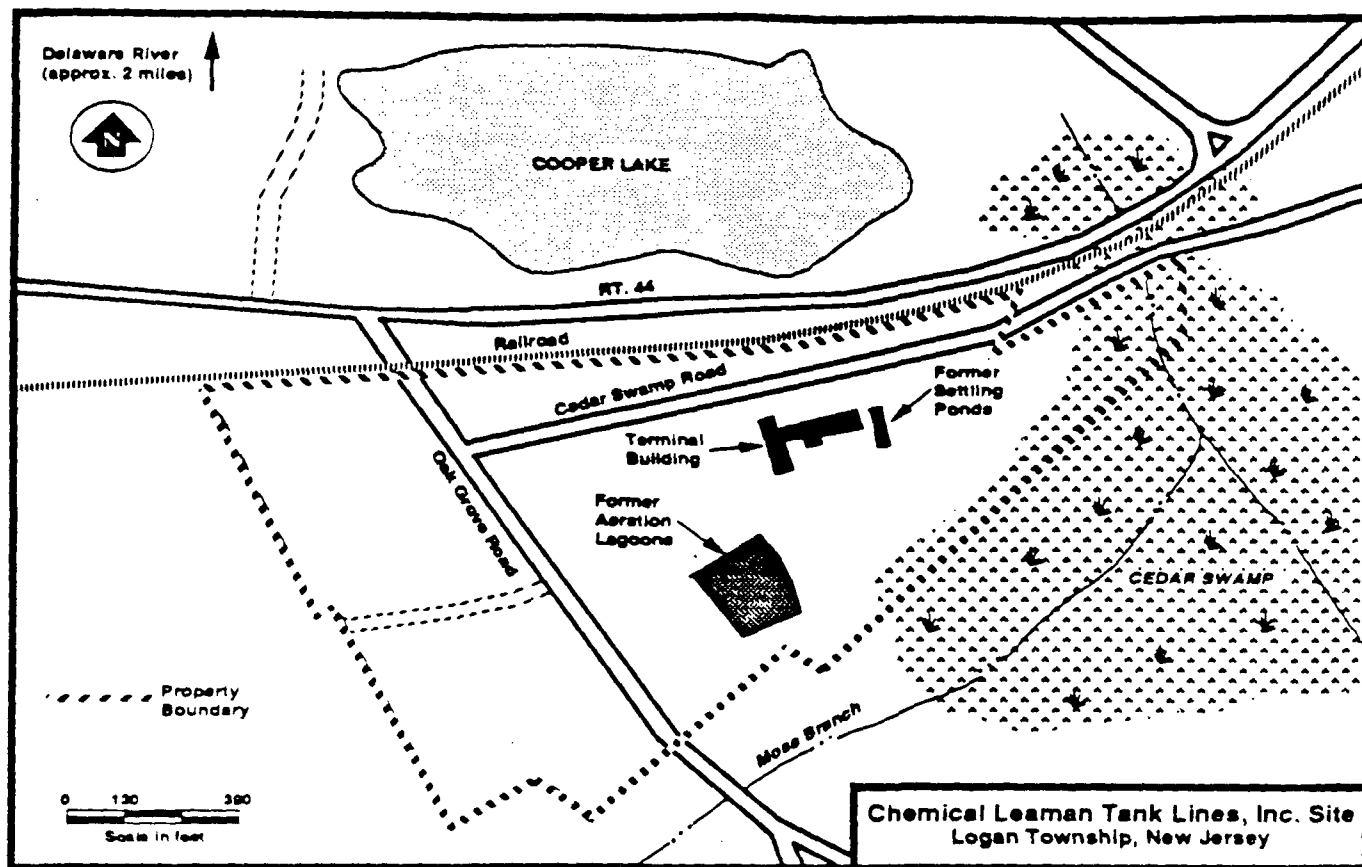 Delaware River
(approx. 2 miles)
N
COOPER LAKE
RT. 44
Railroad
Cedar Swamp Road
Former
Settling
Ponds
Terminal
Building
Oak Grove Road
Former
Aeration
Lagoons
CEDAR SWAMP
Property
Boundary
Moss Branch
0 130 390
Scale in feet
Chemical Leaman Tank Lines, Inc. Site
Logan Township, New Jersey